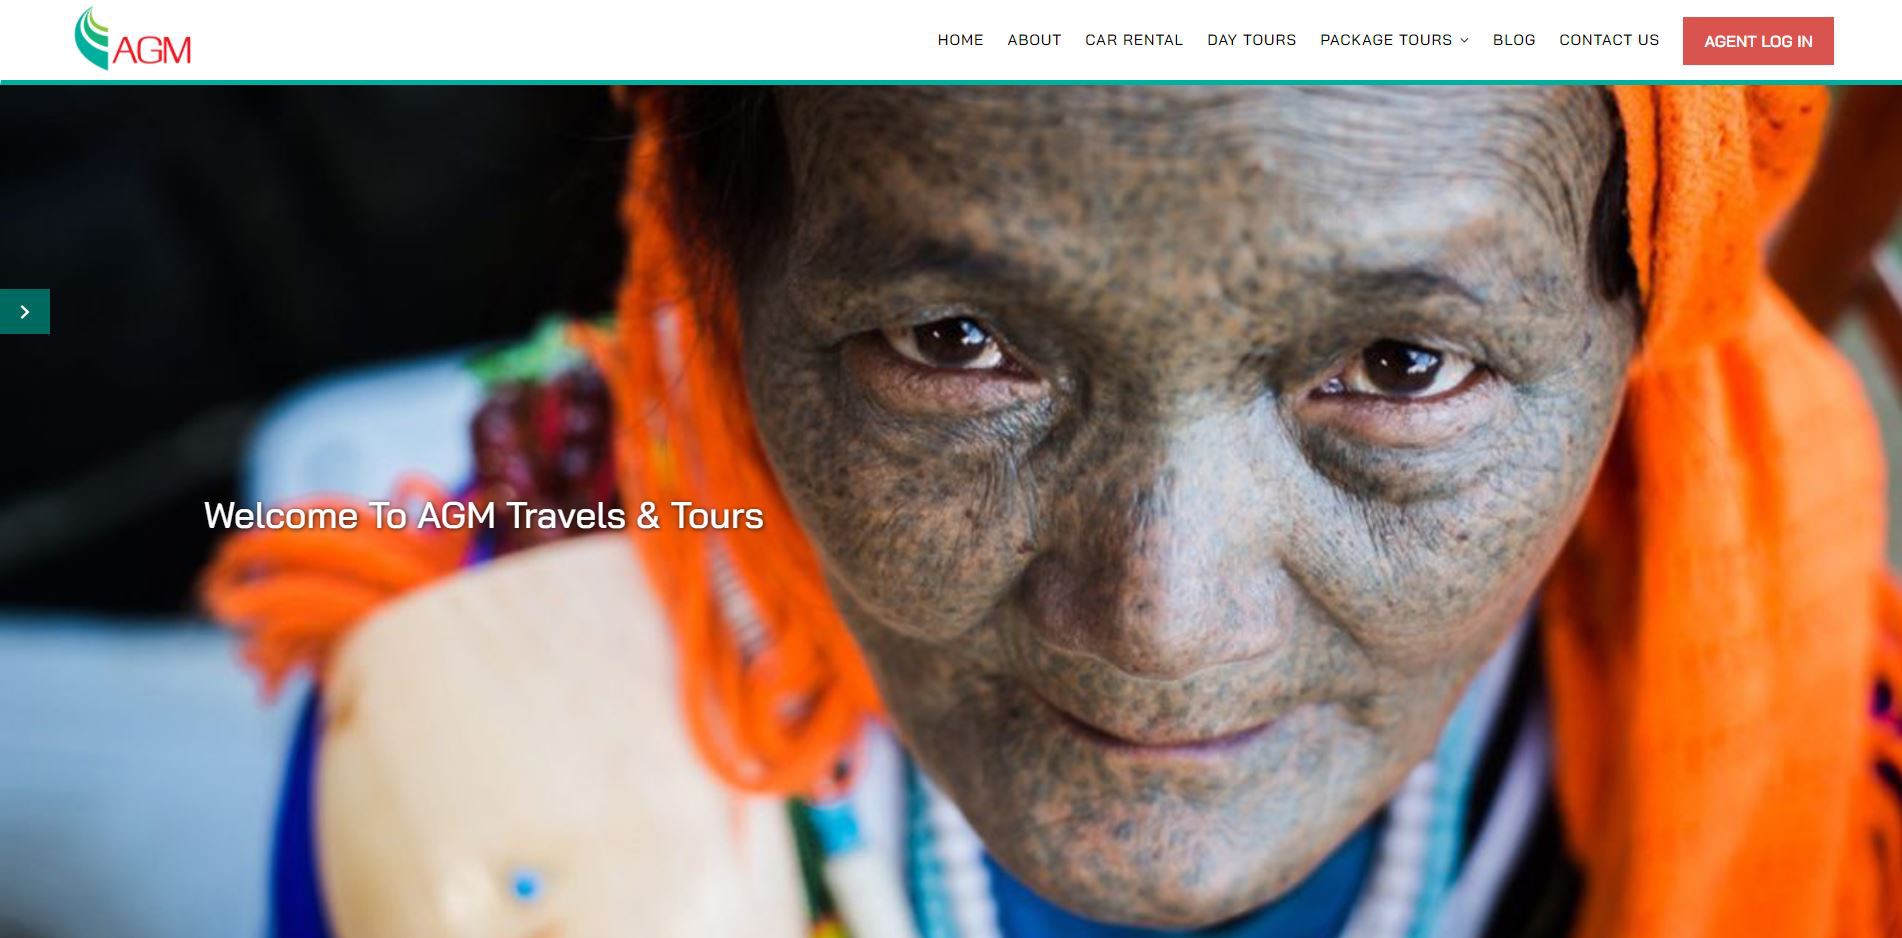 AGM
HOME
ABOUT
CAR RENTAL
DAY TOURS
PACKAGE TOURS
BLOG
CONTACT US
AGENT LOG IN
Welcome To AGM Travels & Tours